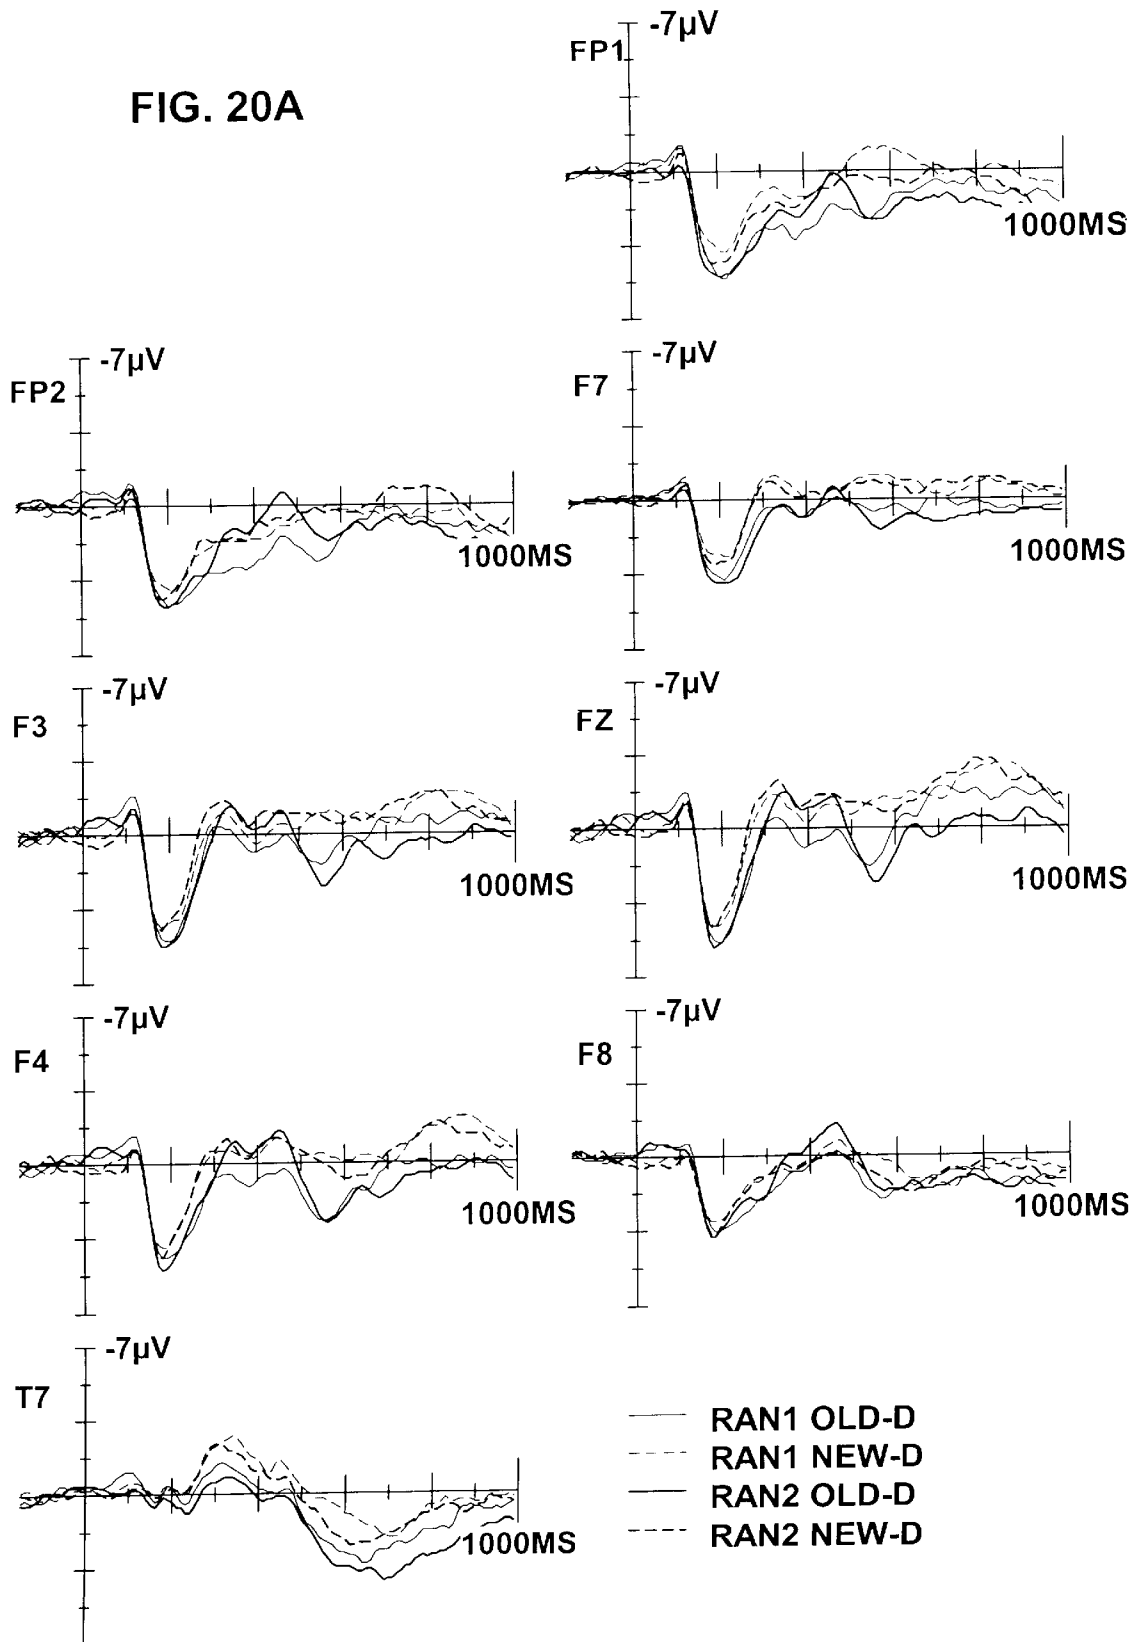 FIG. 20A
-7µV
FP1
1000MS
-7µV
FP2
1000MS
-7µV
F7
1000MS
-7µV
F3
1000MS
-7µV
FZ
1000MS
-7µV
F4
1000MS
-7µV
F8
1000MS
-7µV
T7
1000MS
RAN1 OLD-D
RAN1 NEW-D
RAN2 OLD-D
RAN2 NEW-D